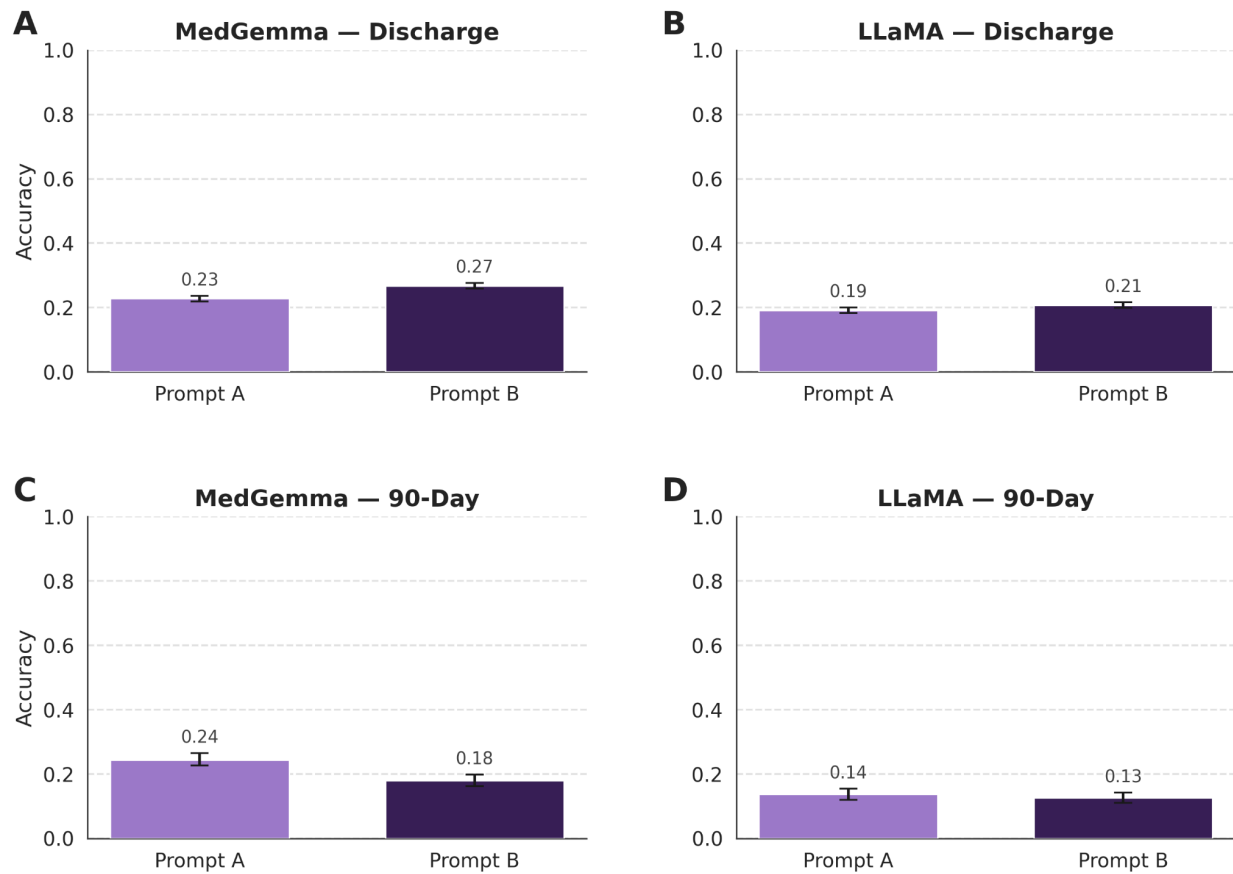 A
MedGemma — Discharge
Accuracy
1.0
0.8
0.6
0.4
0.2
0.0
0.23
0.27
Prompt A
Prompt B
B
LLaMA — Discharge
1.0
0.8
0.6
0.4
0.2
0.0
0.19
0.21
Prompt A
Prompt B
C
MedGemma — 90-Day
Accuracy
1.0
0.8
0.6
0.4
0.2
0.0
0.24
0.18
Prompt A
Prompt B
D
LLaMA — 90-Day
1.0
0.8
0.6
0.4
0.2
0.0
0.14
0.13
Prompt A
Prompt B